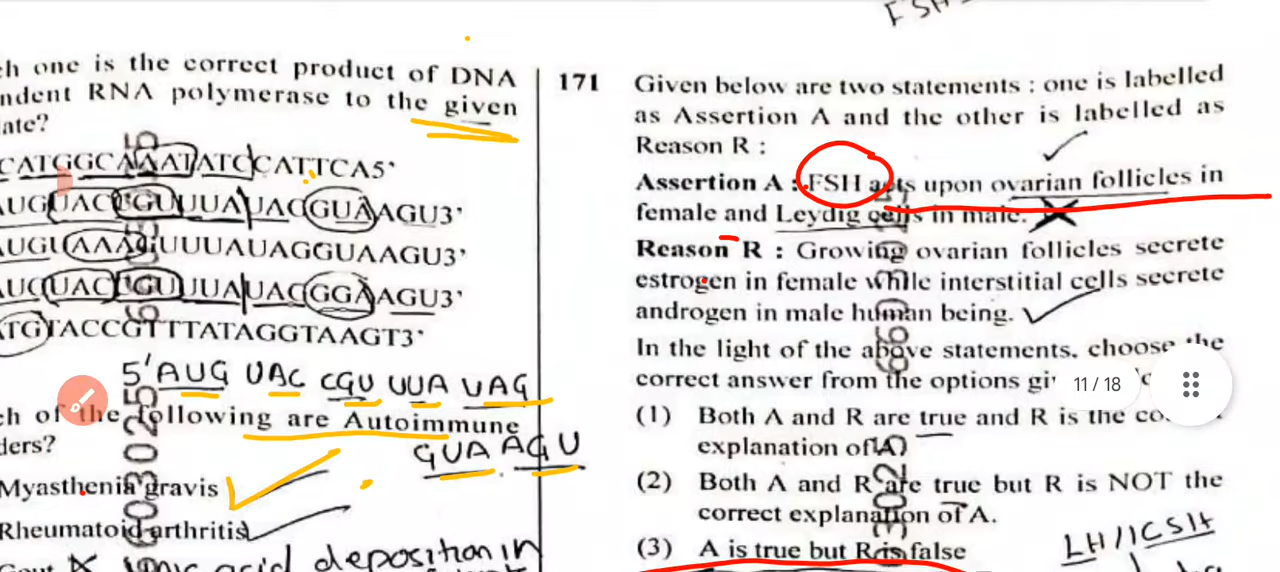 FSH
ch one is the correct product of DNA
ndent RNA polymerase to the given
ate?
CATGGCAAATATCCATTCA5'
AUGUACCGUUUAUACGUAAGU3'
AUGUAAAGUUUAUAGGUAAGU3'
AUGUACCGUUUAUACGGAAGU3'
ATGTACCGTTTATAGGTAAGT3'
5' AUG UAC CGU UUA UAG
GUA AGU
ch of the following are Autoimmune
ders?
Myasthenia gravis
Rheumatoid arthritis
acid deposition in
171 Given below are two statements : one is labelled
as Assertion A and the other is labelled as
Reason R :
Assertion A : FSH acts upon ovarian follicles in
female and Leydig cells in male.
Reason R : Growing ovarian follicles secrete
estrogen in female while interstitial cells secrete
androgen in male human being.
In the light of the above statements, choose the
correct answer from the options
11 / 18
(1) Both A and R are true and R is the
explanation of A
(2) Both A and R are true but R is NOT the
correct explanation of A.
(3) A is true but R is false
LH/ICSH